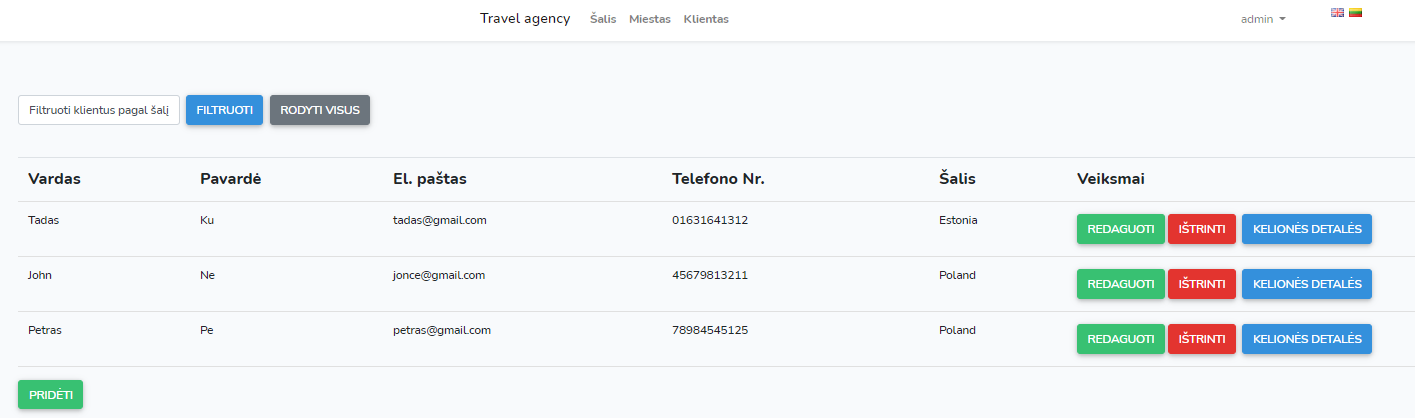 Travel agency Šalis Miestas Klientas admin
Filtruoti klientus pagal šalį FILTRUOTI RODYTI VISUS
Vardas Pavardė El. paštas Telefono Nr. Šalis Veiksmai
Tadas Ku tadas@gmail.com 01631641312 Estonia REDAGUOTI IŠTRINTI KELIONĖS DETALĖS
John Ne jonce@gmail.com 45679813211 Poland REDAGUOTI IŠTRINTI KELIONĖS DETALĖS
Petras Pe petras@gmail.com 78984545125 Poland REDAGUOTI IŠTRINTI KELIONĖS DETALĖS
PRIDĖTI